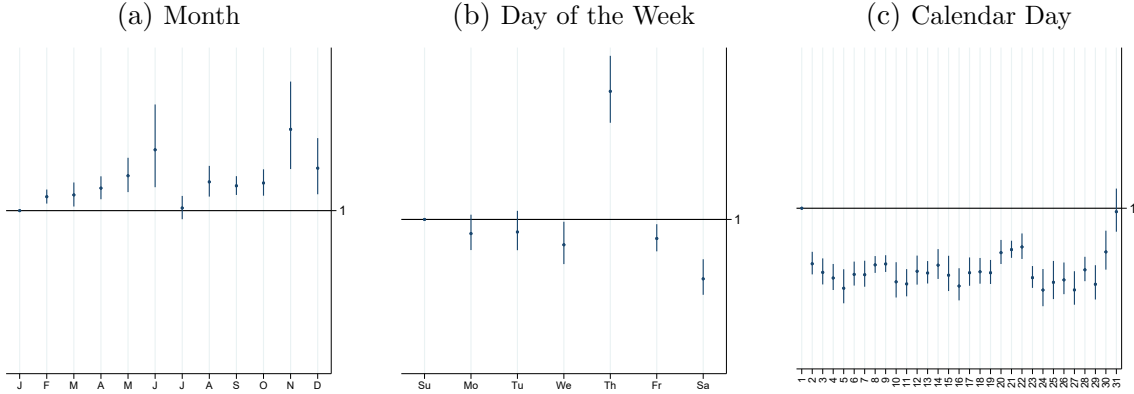 (a) Month
(b) Day of the Week
(c) Calendar Day
1
J F M A M J J A S O N D
1
Su Mo Tu We Th Fr Sa
1
1 2 3 4 5 6 7 8 9 10 11 12 13 14 15 16 17 18 19 20 21 22 23 24 25 26 27 28 29 30 31